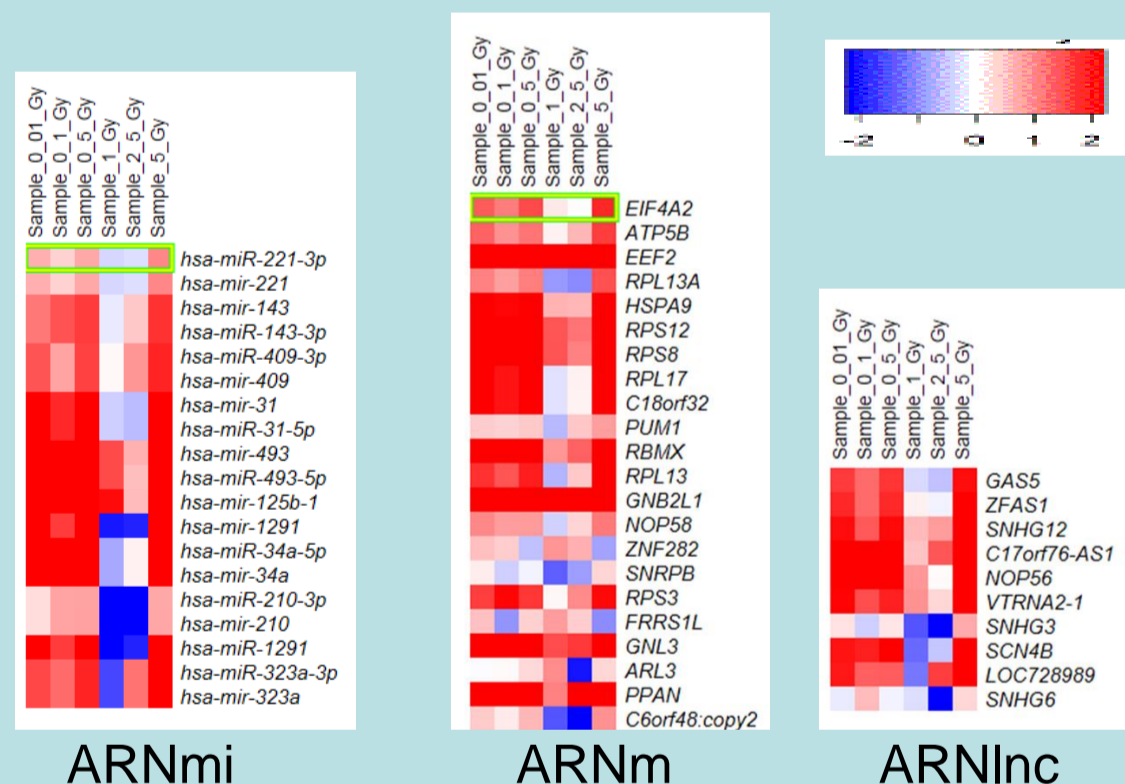 Sample_0_01_Gy
Sample_0_1_Gy
Sample_0_5_Gy
Sample_1_Gy
Sample_2_5_Gy
Sample_5_Gy
hsa-miR-221-3p
hsa-mir-221
hsa-mir-143
hsa-miR-143-3p
hsa-miR-409-3p
hsa-mir-409
hsa-mir-31
hsa-miR-31-5p
hsa-mir-493
hsa-miR-493-5p
hsa-mir-125b-1
hsa-mir-1291
hsa-miR-34a-5p
hsa-mir-34a
hsa-miR-210-3p
hsa-mir-210
hsa-miR-1291
hsa-miR-323a-3p
hsa-mir-323a
ARNmi
Sample_0_01_Gy
Sample_0_1_Gy
Sample_0_5_Gy
Sample_1_Gy
Sample_2_5_Gy
Sample_5_Gy
EIF4A2
ATP5B
EEF2
RPL13A
HSPA9
RPS12
RPS8
RPL17
C18orf32
PUM1
RBMX
RPL13
GNB2L1
NOP58
ZNF282
SNRPB
RPS3
FRRS1L
GNL3
ARL3
PPAN
C6orf48:copy2
ARNm
Sample_0_01_Gy
Sample_0_1_Gy
Sample_0_5_Gy
Sample_1_Gy
Sample_2_5_Gy
Sample_5_Gy
GAS5
ZFAS1
SNHG12
C17orf76-AS1
NOP56
VTRNA2-1
SNHG3
SCN4B
LOC728989
SNHG6
ARNlnc